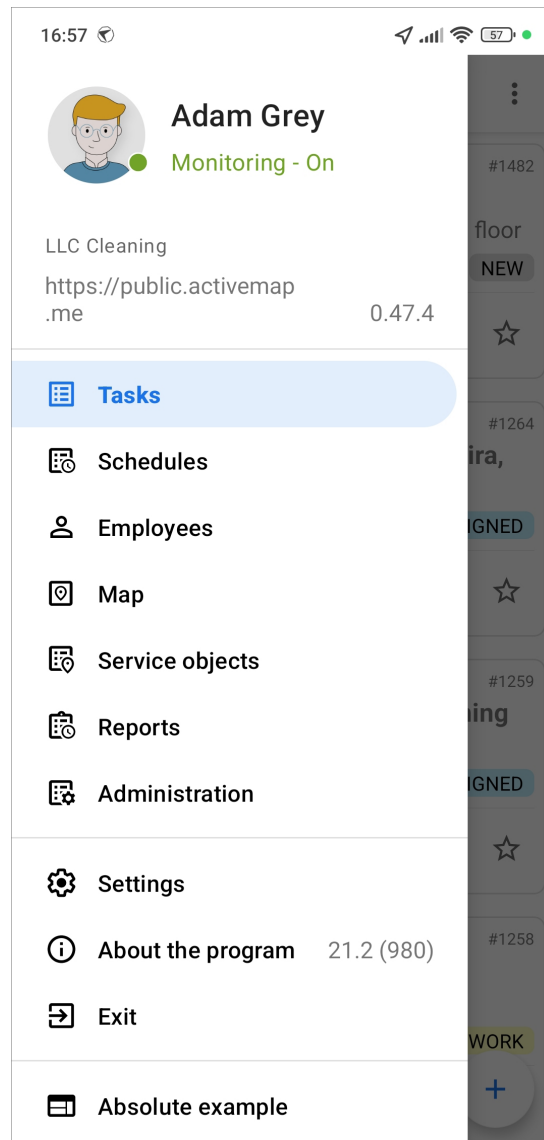 16:57
57
Adam Grey
Monitoring - On
#1482
LLC Cleaning
floor
https://public.activemap
.me
0.47.4
NEW
Tasks
#1264
Schedules
ira,
IGNED
Employees
Map
Service objects
#1259
Reports
ing
Administration
IGNED
Settings
About the program 21.2 (980)
#1258
Exit
WORK
Absolute example